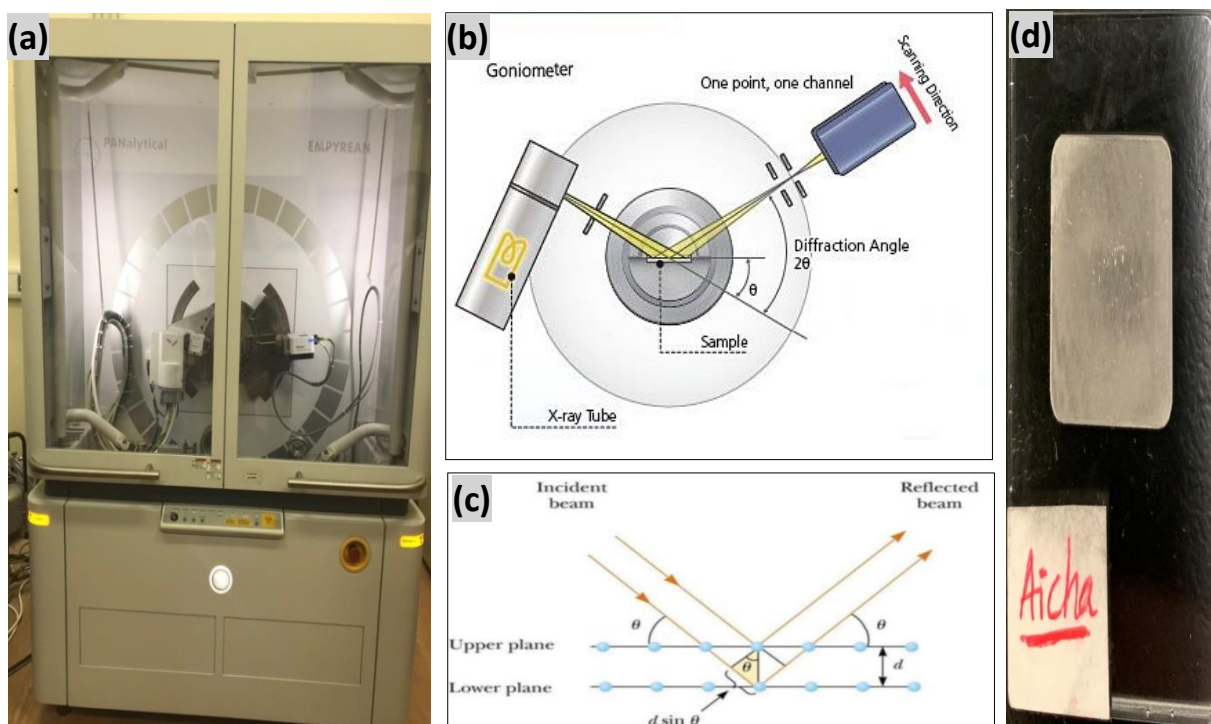 (a)
PANalytical
EMPYREAN
(b)
Goniometer
One point, one channel
Scanning Direction
Diffraction Angle
2θ
θ
Sample
X-ray Tube
(c)
Incident
beam
Reflected
beam
θ
θ
Upper plane
θ
d
Lower plane
d sin θ
(d)
Aicha